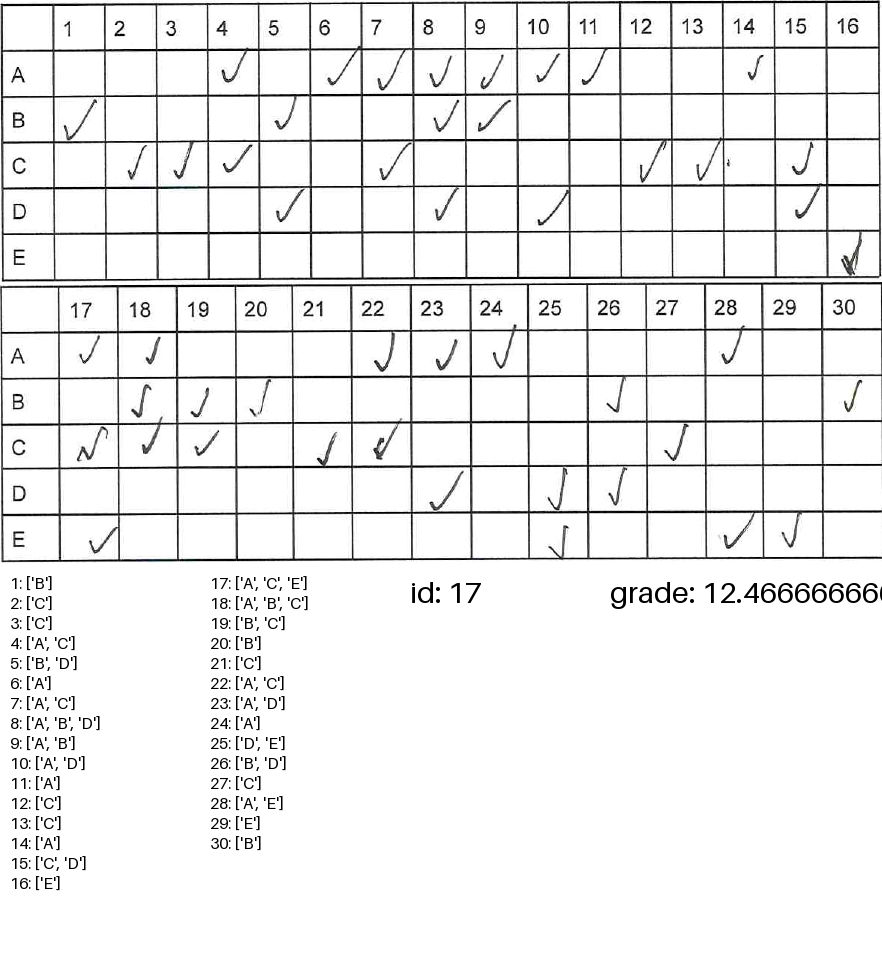 1 2 3 4 5 6 7 8 9 10 11 12 13 14 15 16
A ✓ ✓ ✓ ✓ ✓ ✓ ✓ ✓
B ✓ ✓ ✓ ✓
C ✓ ✓ ✓ ✓ ✓ ✓ ✓
D ✓ ✓ ✓ ✓
E ✓
17 18 19 20 21 22 23 24 25 26 27 28 29 30
A ✓ ✓ ✓ ✓ ✓ ✓
B ✓ ✓ ✓ ✓ ✓
C ✓ ✓ ✓ ✓ ✓ ✓
D ✓ ✓ ✓
E ✓ ✓ ✓ ✓
1: ['B']
2: ['C']
3: ['C']
4: ['A', 'C']
5: ['B', 'D']
6: ['A']
7: ['A', 'C']
8: ['A', 'B', 'D']
9: ['A', 'B']
10: ['A', 'D']
11: ['A']
12: ['C']
13: ['C']
14: ['A']
15: ['C', 'D']
16: ['E']
17: ['A', 'C', 'E']
18: ['A', 'B', 'C']
19: ['B', 'C']
20: ['B']
21: ['C']
22: ['A', 'C']
23: ['A', 'D']
24: ['A']
25: ['D', 'E']
26: ['B', 'D']
27: ['C']
28: ['A', 'E']
29: ['E']
30: ['B']
id: 17
grade: 12.466666666